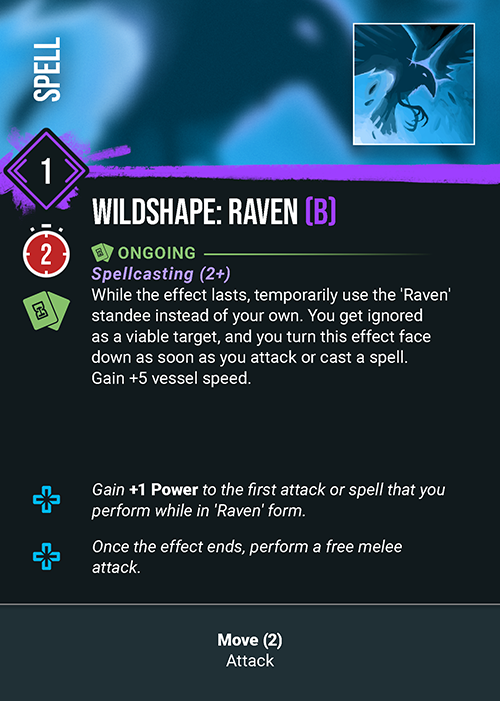 SPELL
1
WILDSHAPE: RAVEN (B)
2
ONGOING
Spellcasting (2+)
While the effect lasts, temporarily use the 'Raven'
standee instead of your own. You get ignored
as a viable target, and you turn this effect face
down as soon as you attack or cast a spell.
Gain +5 vessel speed.
Gain +1 Power to the first attack or spell that you
perform while in 'Raven' form.
Once the effect ends, perform a free melee
attack.
Move (2)
Attack